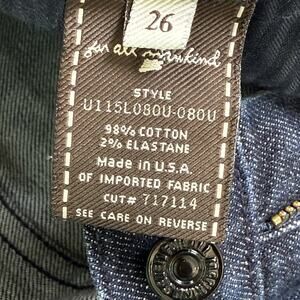 26
for all mankind
STYLE
U115L080U-080U
98% COTTON
2% ELASTANE
Made in U.S.A.
OF IMPORTED FABRIC
CUT# 717114
SEE CARE ON REVERSE